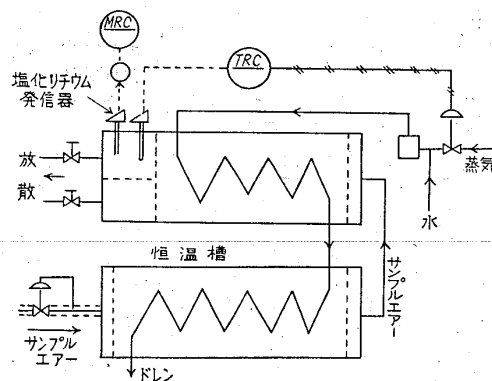 MRC
TRC
塩化リチウム
発信器
放
散
蒸気
水
恒温槽
サンプルエアー
サンプル
エアー
ドレン